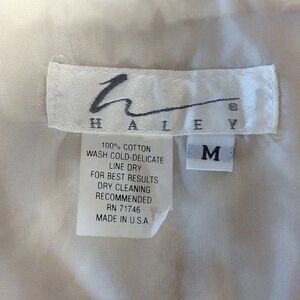 h ®
HALEY
M
100% COTTON
WASH COLD-DELICATE
LINE DRY
FOR BEST RESULTS
DRY CLEANING
RECOMMENDED
RN 71746
MADE IN U.S.A.